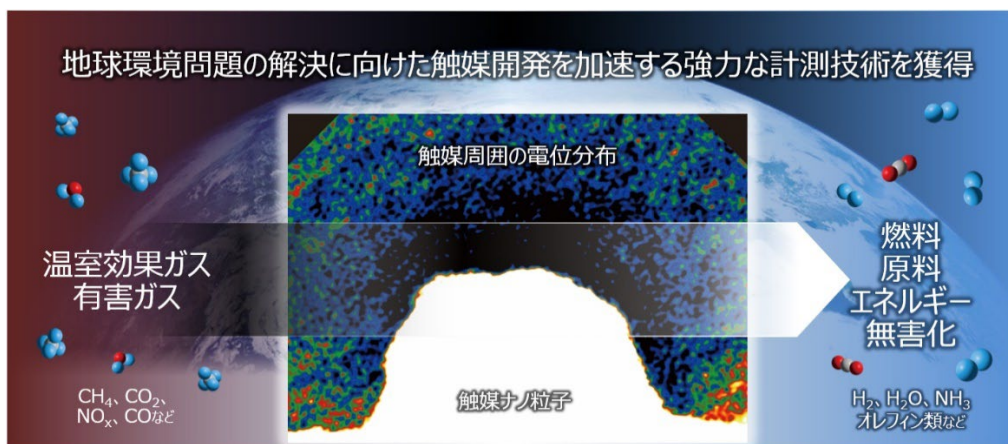 地球環境問題の解決に向けた触媒開発を加速する強力な計測技術を獲得
触媒周囲の電位分布
温室効果ガス
有害ガス
CH₄、CO₂、
NOₓ、COなど
触媒ナノ粒子
燃料
原料
エネルギー
無害化
H₂、H₂O、NH₃
オレフィン類など